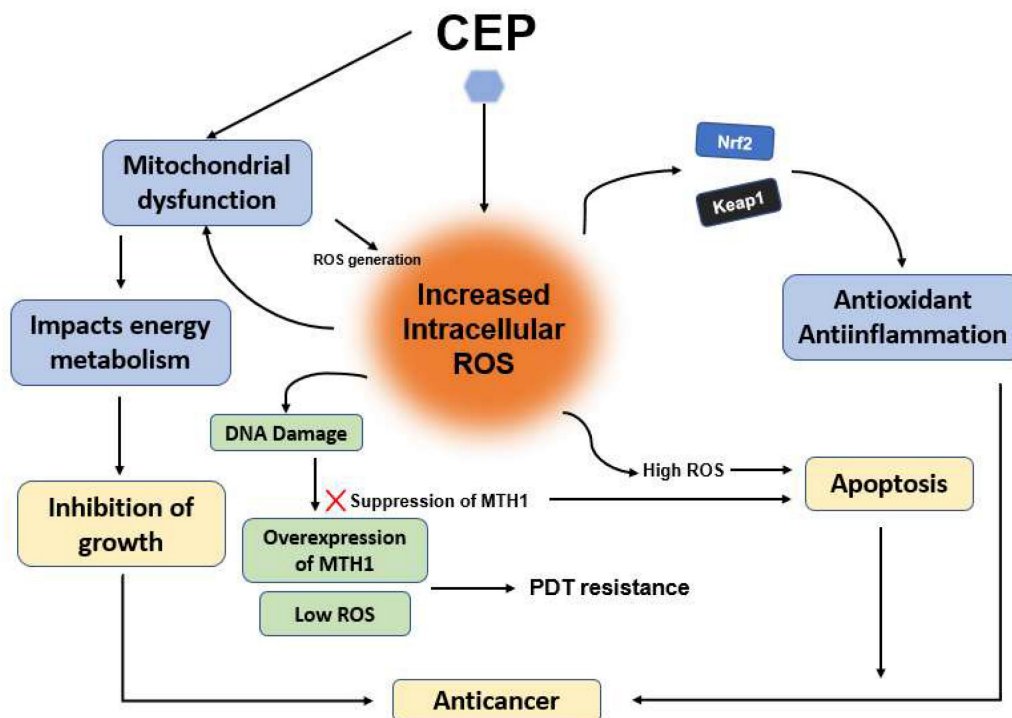 CEP
Nrf2
Keap1
Mitochondrial
dysfunction
ROS generation
Increased
Intracellular
ROS
Antioxidant
Antiinflammation
Impacts energy
metabolism
DNA Damage
High ROS
Apoptosis
Suppression of MTH1
Inhibition of
growth
Overexpression
of MTH1
Low ROS
PDT resistance
Anticancer